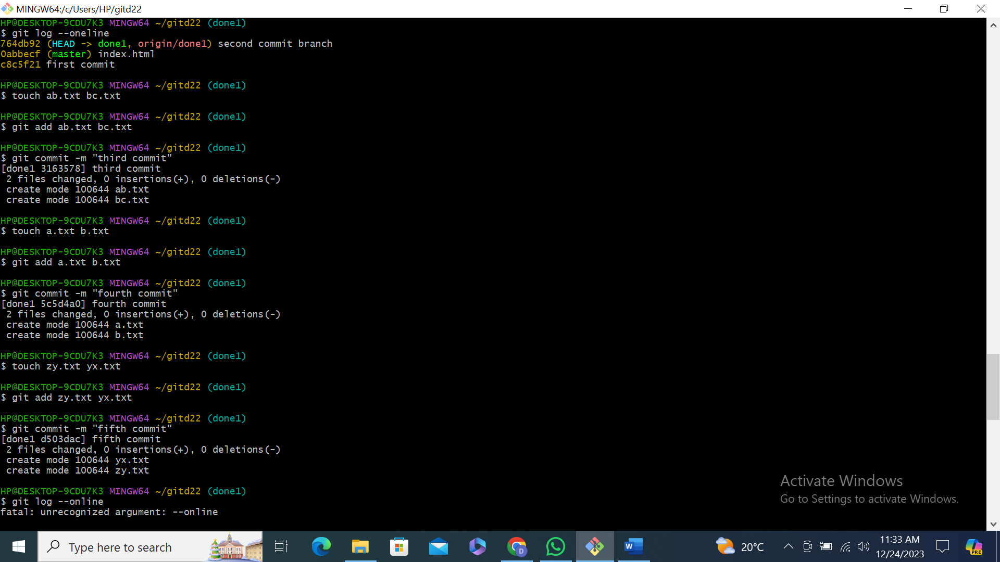 MINGW64:/c/Users/HP/gitd22
HP@DESKTOP-9CDU7K3 MINGW64 ~/gitd22 (done1)
$ git log --oneline
764db92 (HEAD -> done1, origin/done1) second commit branch
0abbecf (master) index.html
c8c5f21 first commit
HP@DESKTOP-9CDU7K3 MINGW64 ~/gitd22 (done1)
$ touch ab.txt bc.txt
HP@DESKTOP-9CDU7K3 MINGW64 ~/gitd22 (done1)
$ git add ab.txt bc.txt
HP@DESKTOP-9CDU7K3 MINGW64 ~/gitd22 (done1)
$ git commit -m "third commit"
[done1 3163578] third commit
 2 files changed, 0 insertions(+), 0 deletions(-)
 create mode 100644 ab.txt
 create mode 100644 bc.txt
HP@DESKTOP-9CDU7K3 MINGW64 ~/gitd22 (done1)
$ touch a.txt b.txt
HP@DESKTOP-9CDU7K3 MINGW64 ~/gitd22 (done1)
$ git add a.txt b.txt
HP@DESKTOP-9CDU7K3 MINGW64 ~/gitd22 (done1)
$ git commit -m "fourth commit"
[done1 5c5d4a0] fourth commit
 2 files changed, 0 insertions(+), 0 deletions(-)
 create mode 100644 a.txt
 create mode 100644 b.txt
HP@DESKTOP-9CDU7K3 MINGW64 ~/gitd22 (done1)
$ touch zy.txt yx.txt
HP@DESKTOP-9CDU7K3 MINGW64 ~/gitd22 (done1)
$ git add zy.txt yx.txt
HP@DESKTOP-9CDU7K3 MINGW64 ~/gitd22 (done1)
$ git commit -m "fifth commit"
[done1 d503dac] fifth commit
 2 files changed, 0 insertions(+), 0 deletions(-)
 create mode 100644 yx.txt
 create mode 100644 zy.txt
HP@DESKTOP-9CDU7K3 MINGW64 ~/gitd22 (done1)
$ git log --online
fatal: unrecognized argument: --online
Activate Windows
Go to Settings to activate Windows.
Type here to search
D
W
20°C
11:33 AM
12/24/2023
PRE